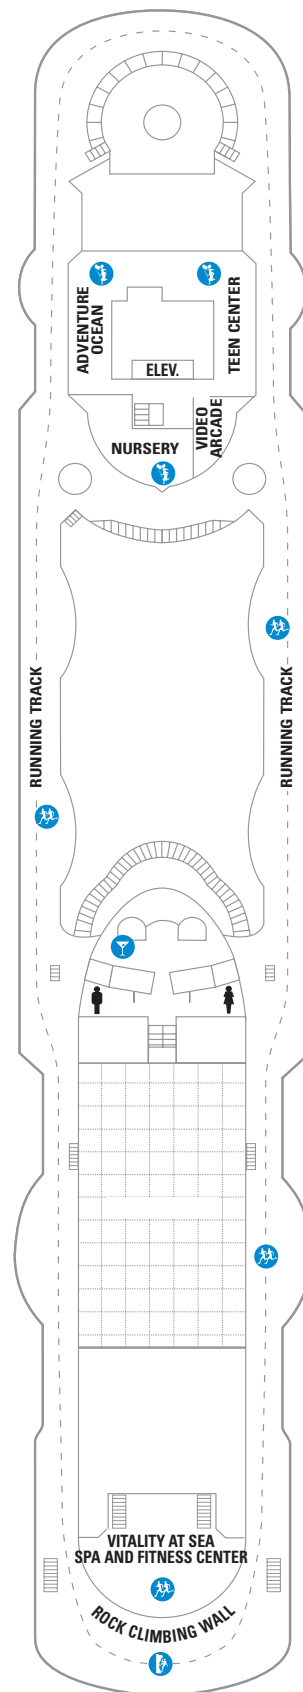 ADVENTURE
OCEAN
TEEN CENTER
ELEV.
NURSERY
VIDEO
ARCADE
RUNNING TRACK
RUNNING TRACK
VITALITY AT SEA
SPA AND FITNESS CENTER
ROCK CLIMBING WALL